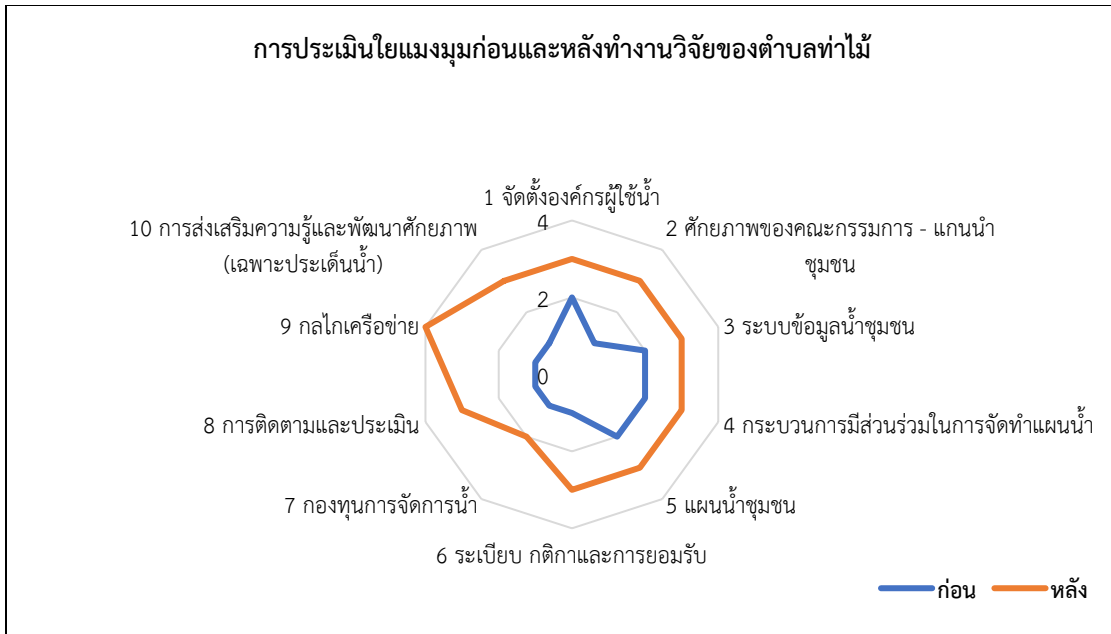 การประเมินใยแมงมุมก่อนและหลังทำงานวิจัยของตำบลท่าไม้
1 จัดตั้งองค์กรผู้ใช้น้ำ
2 ศักยภาพของคณะกรรมการ - แกนนำ
ชุมชน
3 ระบบข้อมูลน้ำชุมชน
4 กระบวนการมีส่วนร่วมในการจัดทำแผนน้ำ
5 แผนน้ำชุมชน
6 ระเบียบ กติกาและการยอมรับ
7 กองทุนการจัดการน้ำ
8 การติดตามและประเมิน
9 กลไกเครือข่าย
10 การส่งเสริมความรู้และพัฒนาศักยภาพ
(เฉพาะประเด็นน้ำ)
4
2
0
ก่อน
หลัง